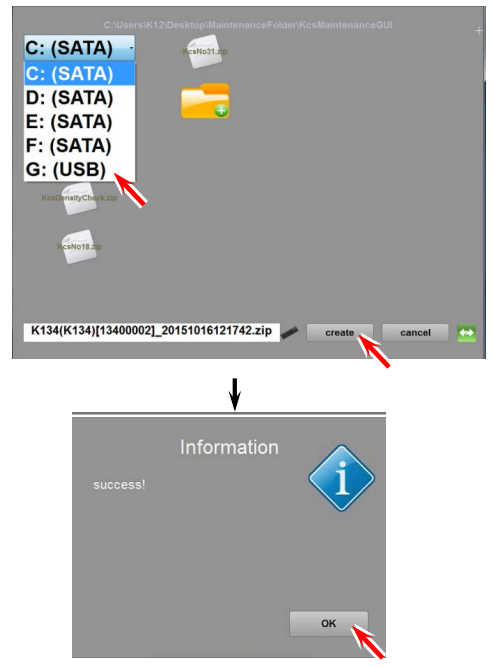 C:\Users\K12\Desktop\MaintenanceFolder\KcsMaintenanceGUI
C: (SATA)
KcsNo31.zip
C: (SATA)
D: (SATA)
E: (SATA)
F: (SATA)
G: (USB)
KcsDensityCheck.zip
KcsNo18.zip
K134(K134)[13400002]_20151016121742.zip
create
cancel
Information
success!
i
OK